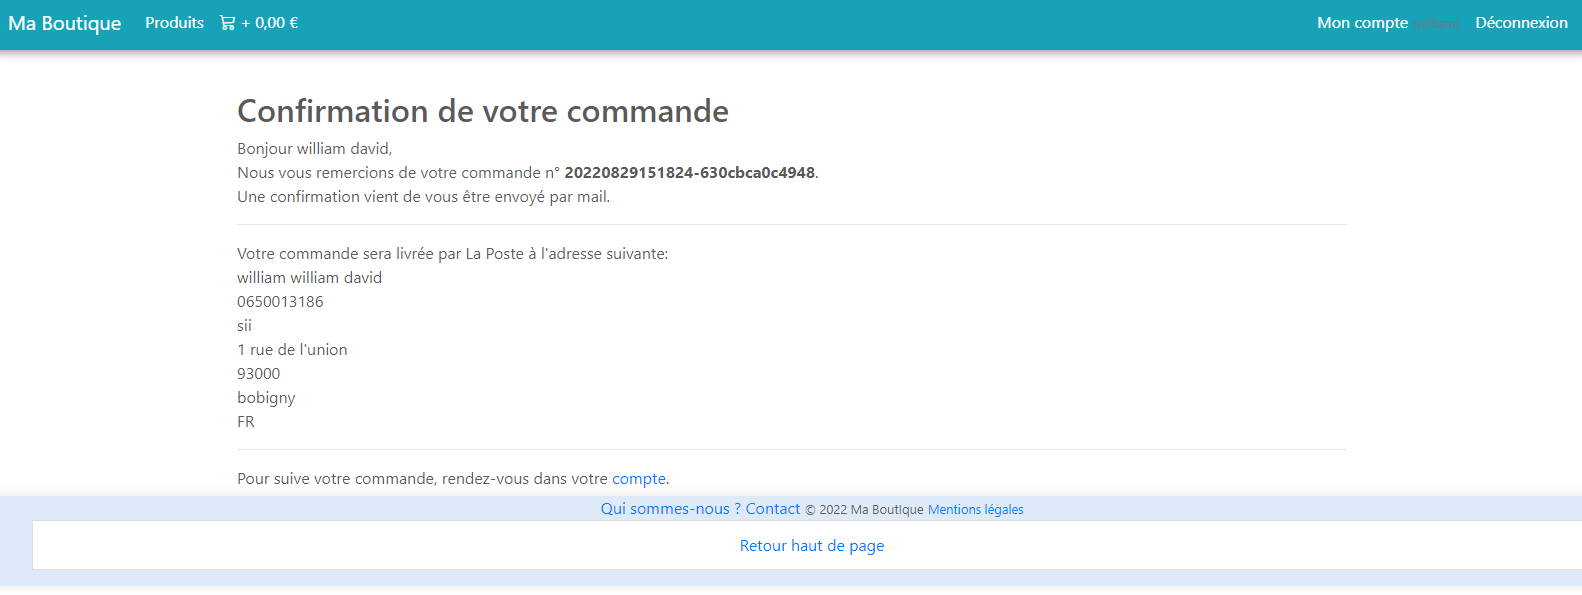 Ma Boutique Produits + 0,00 € Mon compte Déconnexion
Confirmation de votre commande
Bonjour william david,
Nous vous remercions de votre commande n° 20220829151824-630cbca0c4948.
Une confirmation vient de vous être envoyé par mail.
Votre commande sera livrée par La Poste à l'adresse suivante:
william william david
0650013186
sii
1 rue de l'union
93000
bobigny
FR
Pour suive votre commande, rendez-vous dans votre compte.
Qui sommes-nous ? Contact © 2022 Ma Boutique Mentions légales
Retour haut de page